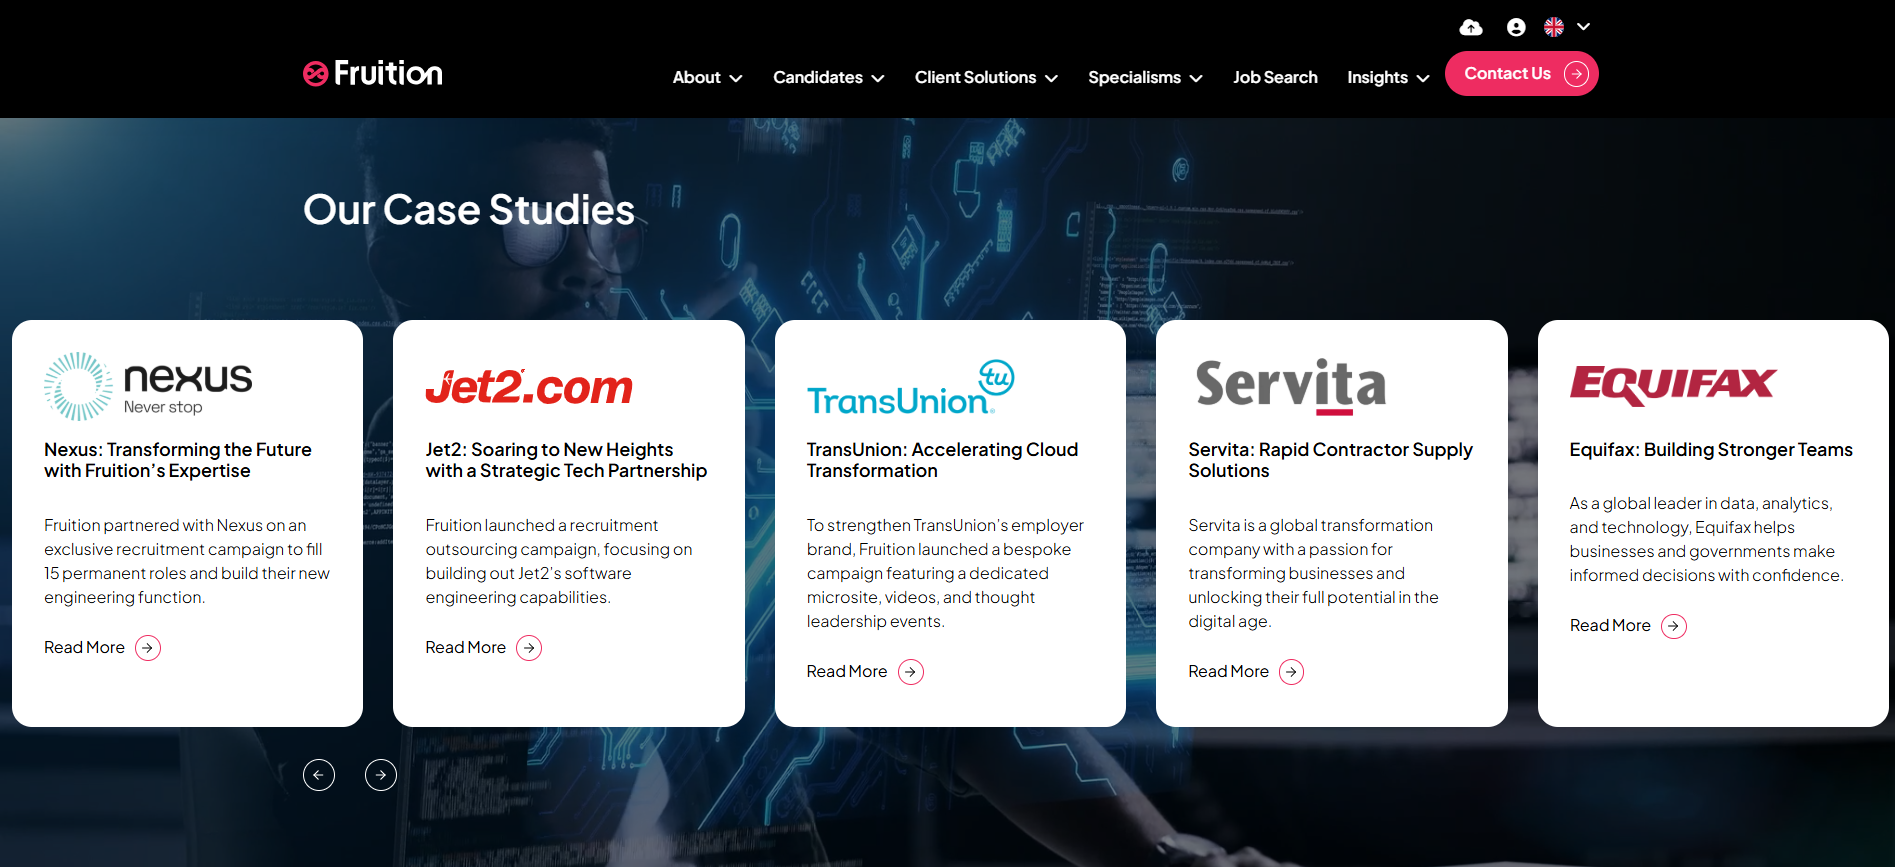 Fruition
About
Candidates
Client Solutions
Specialisms
Job Search
Insights
Contact Us
Our Case Studies
nexus
Never stop
Nexus: Transforming the Future
with Fruition’s Expertise
Fruition partnered with Nexus on an
exclusive recruitment campaign to fill
15 permanent roles and build their new
engineering function.
Read More
Jet2.com
Jet2: Soaring to New Heights
with a Strategic Tech Partnership
Fruition launched a recruitment
outsourcing campaign, focusing on
building out Jet2’s software
engineering capabilities.
Read More
TransUnion
tu
TransUnion: Accelerating Cloud
Transformation
To strengthen TransUnion’s employer
brand, Fruition launched a bespoke
campaign featuring a dedicated
microsite, videos, and thought
leadership events.
Read More
Servita
Servita: Rapid Contractor Supply
Solutions
Servita is a global transformation
company with a passion for
transforming businesses and
unlocking their full potential in the
digital age.
Read More
EQUIFAX
Equifax: Building Stronger Teams
As a global leader in data, analytics,
and technology, Equifax helps
businesses and governments make
informed decisions with confidence.
Read More